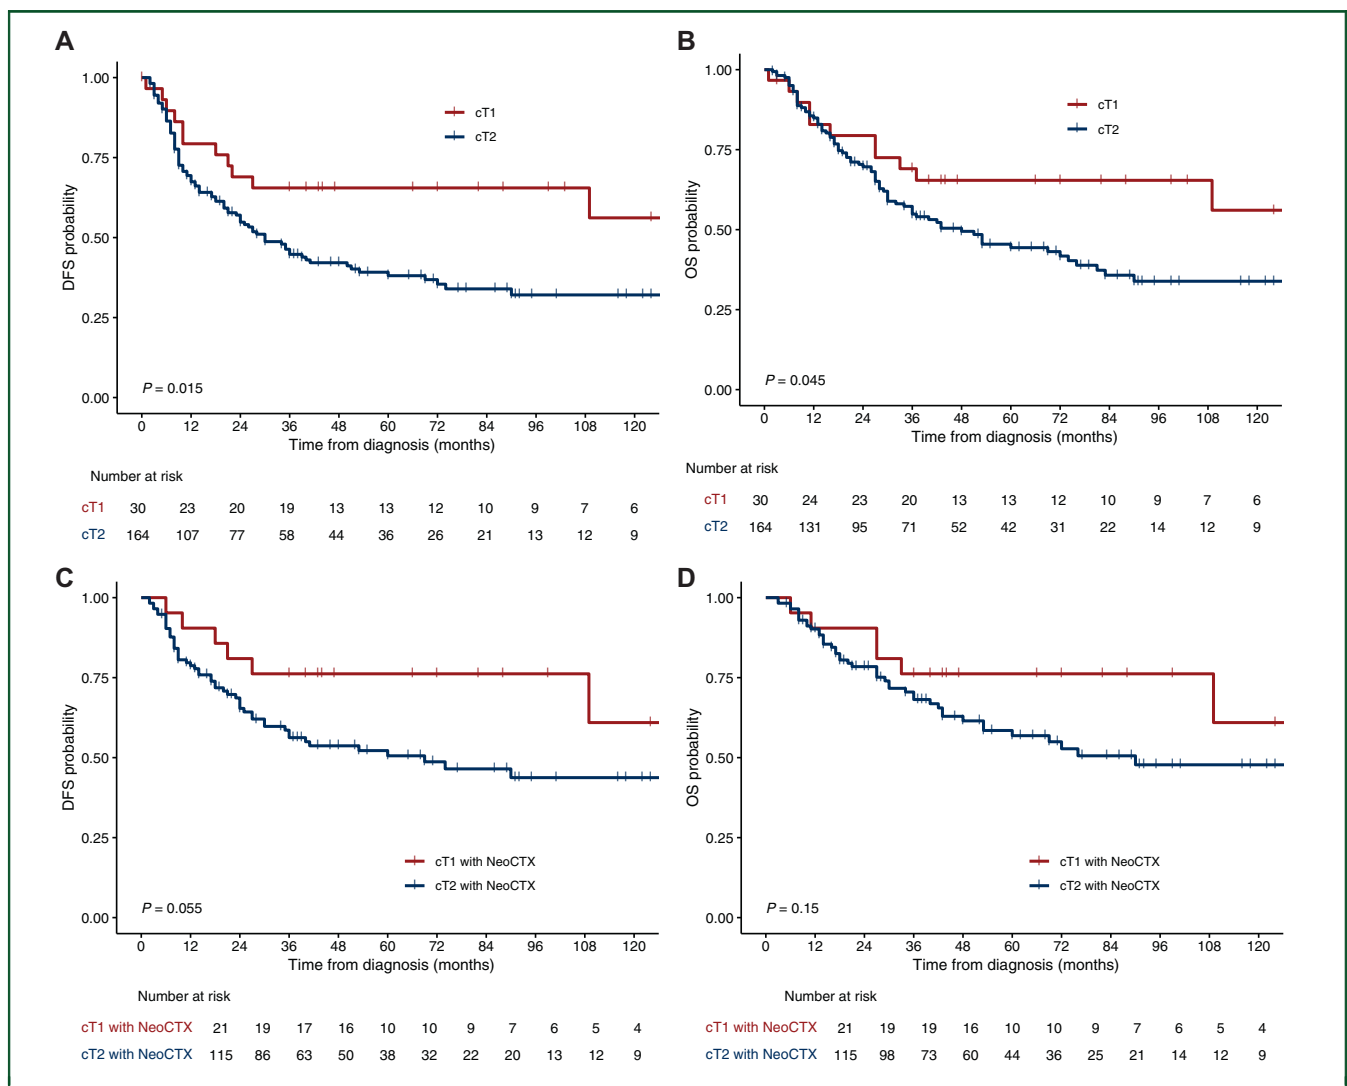 A
1.00
0.75
0.50
0.25
0.00
DFS probability
cT1
cT2
P = 0.015
0 12 24 36 48 60 72 84 96 108 120
Time from diagnosis (months)
Number at risk
cT1 30 23 20 19 13 13 12 10 9 7 6
cT2 164 107 77 58 44 36 26 21 13 12 9
B
1.00
0.75
0.50
0.25
0.00
OS probability
cT1
cT2
P = 0.045
0 12 24 36 48 60 72 84 96 108 120
Time from diagnosis (months)
Number at risk
cT1 30 24 23 20 13 13 12 10 9 7 6
cT2 164 131 95 71 52 42 31 22 14 12 9
C
1.00
0.75
0.50
0.25
0.00
DFS probability
cT1 with NeoCTX
cT2 with NeoCTX
P = 0.055
0 12 24 36 48 60 72 84 96 108 120
Time from diagnosis (months)
Number at risk
cT1 with NeoCTX 21 19 17 16 10 10 9 7 6 5 4
cT2 with NeoCTX 115 86 63 50 38 32 22 20 13 12 9
D
1.00
0.75
0.50
0.25
0.00
OS probability
cT1 with NeoCTX
cT2 with NeoCTX
P = 0.15
0 12 24 36 48 60 72 84 96 108 120
Time from diagnosis (months)
Number at risk
cT1 with NeoCTX 21 19 19 16 10 10 9 7 6 5 4
cT2 with NeoCTX 115 98 73 60 44 36 25 21 14 12 9